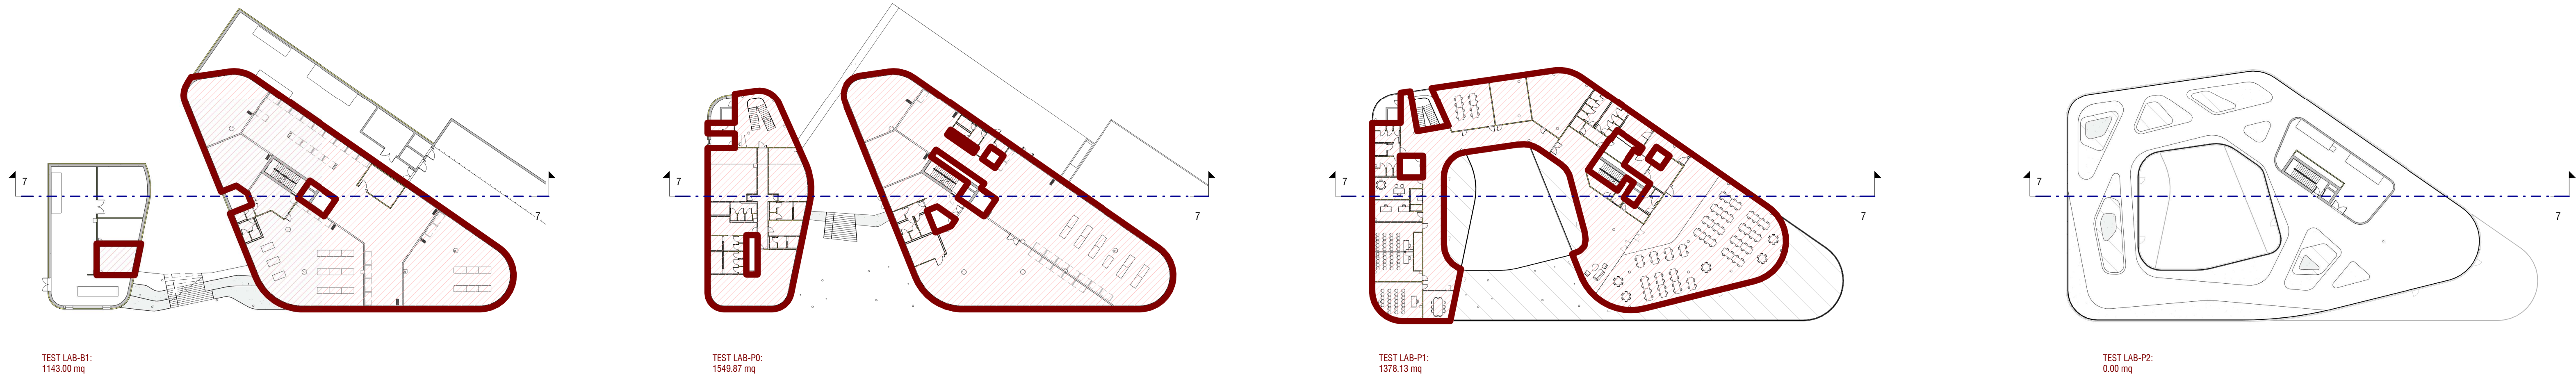 7
7
7
7
7
7
7
7
TEST LAB-B1:
1143.00 mq
TEST LAB-P0:
1549.87 mq
TEST LAB-P1:
1378.13 mq
TEST LAB-P2:
0.00 mq